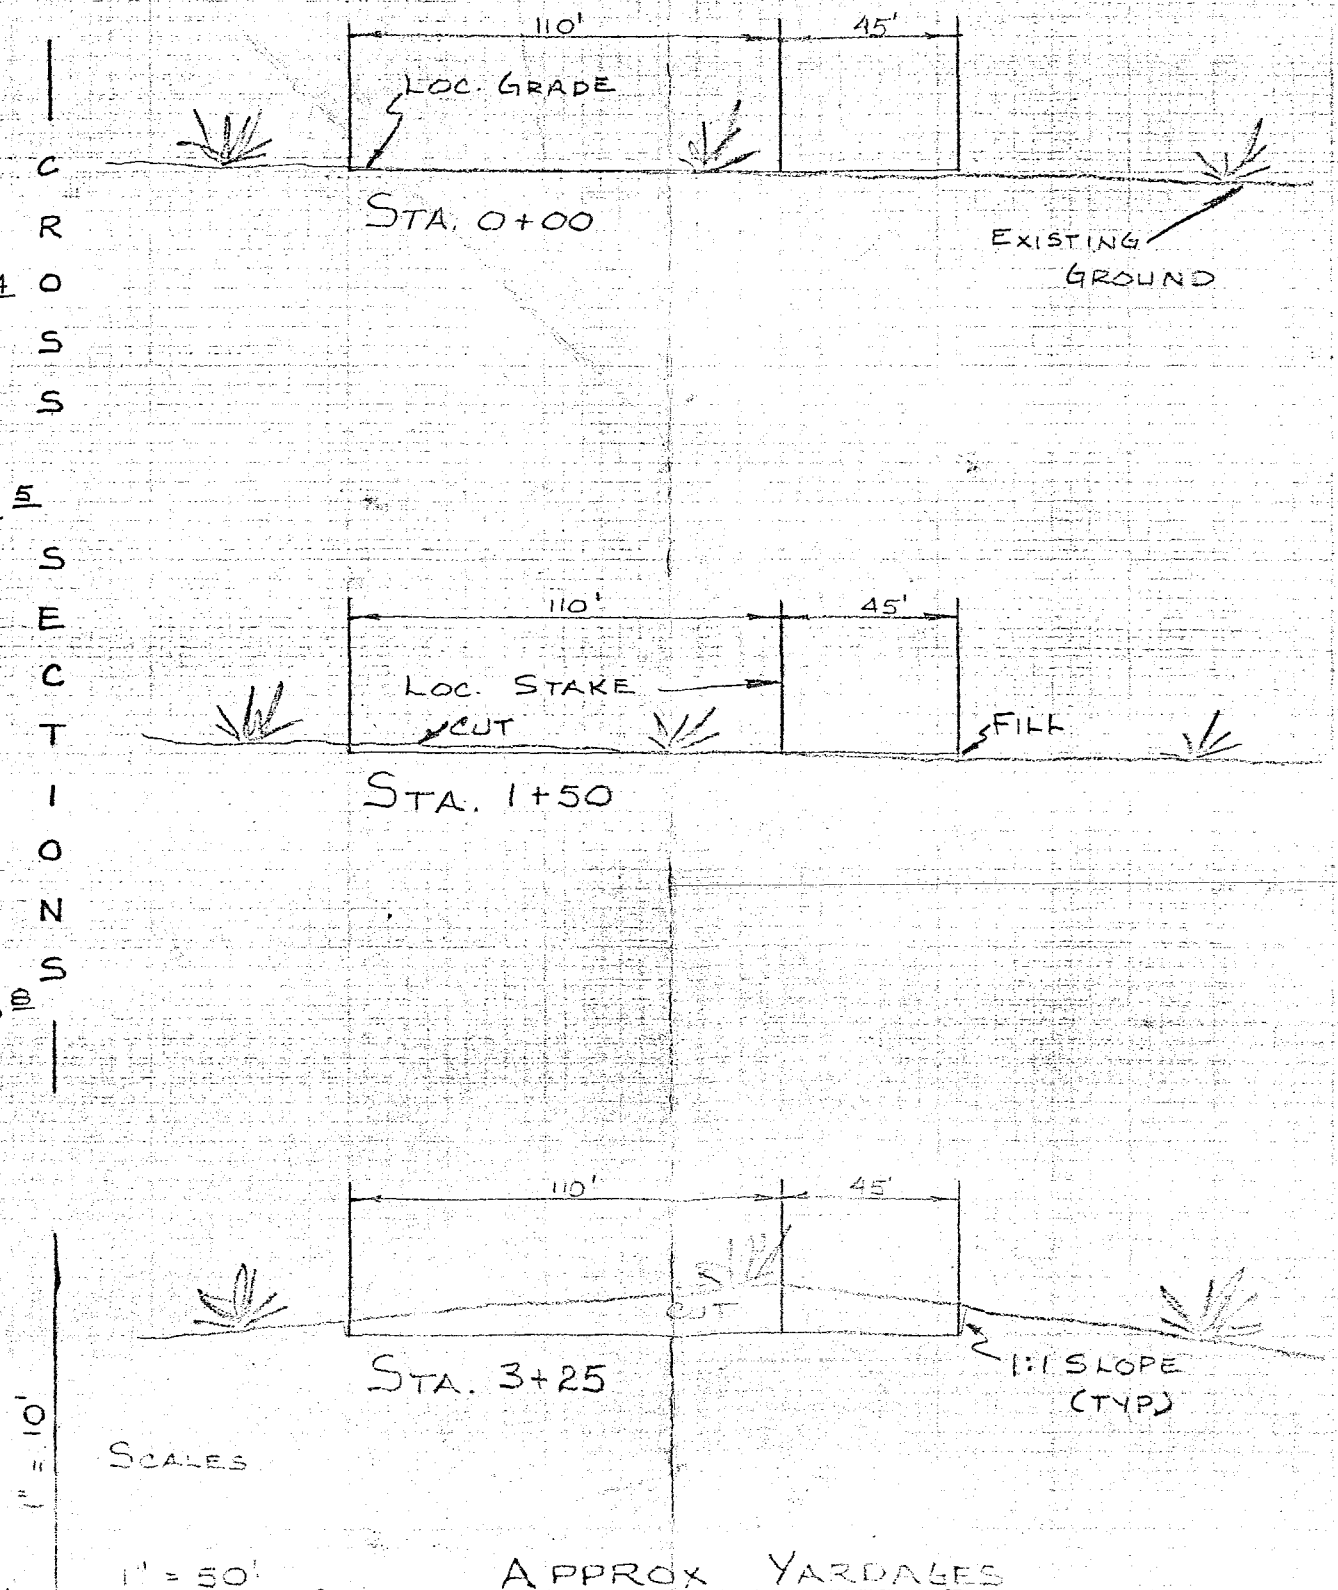 110' 45'
LOC. GRADE
STA. 0+00
EXISTING
GROUND
CROSS SECTIONS
4
5
8
110' 45'
LOC. STAKE
CUT
FILL
STA. 1+50
110' 45'
CUT
STA. 3+25
1:1 SLOPE
(TYP.)
1" = 10'
SCALES
1" = 50'
APPROX YARDAGES